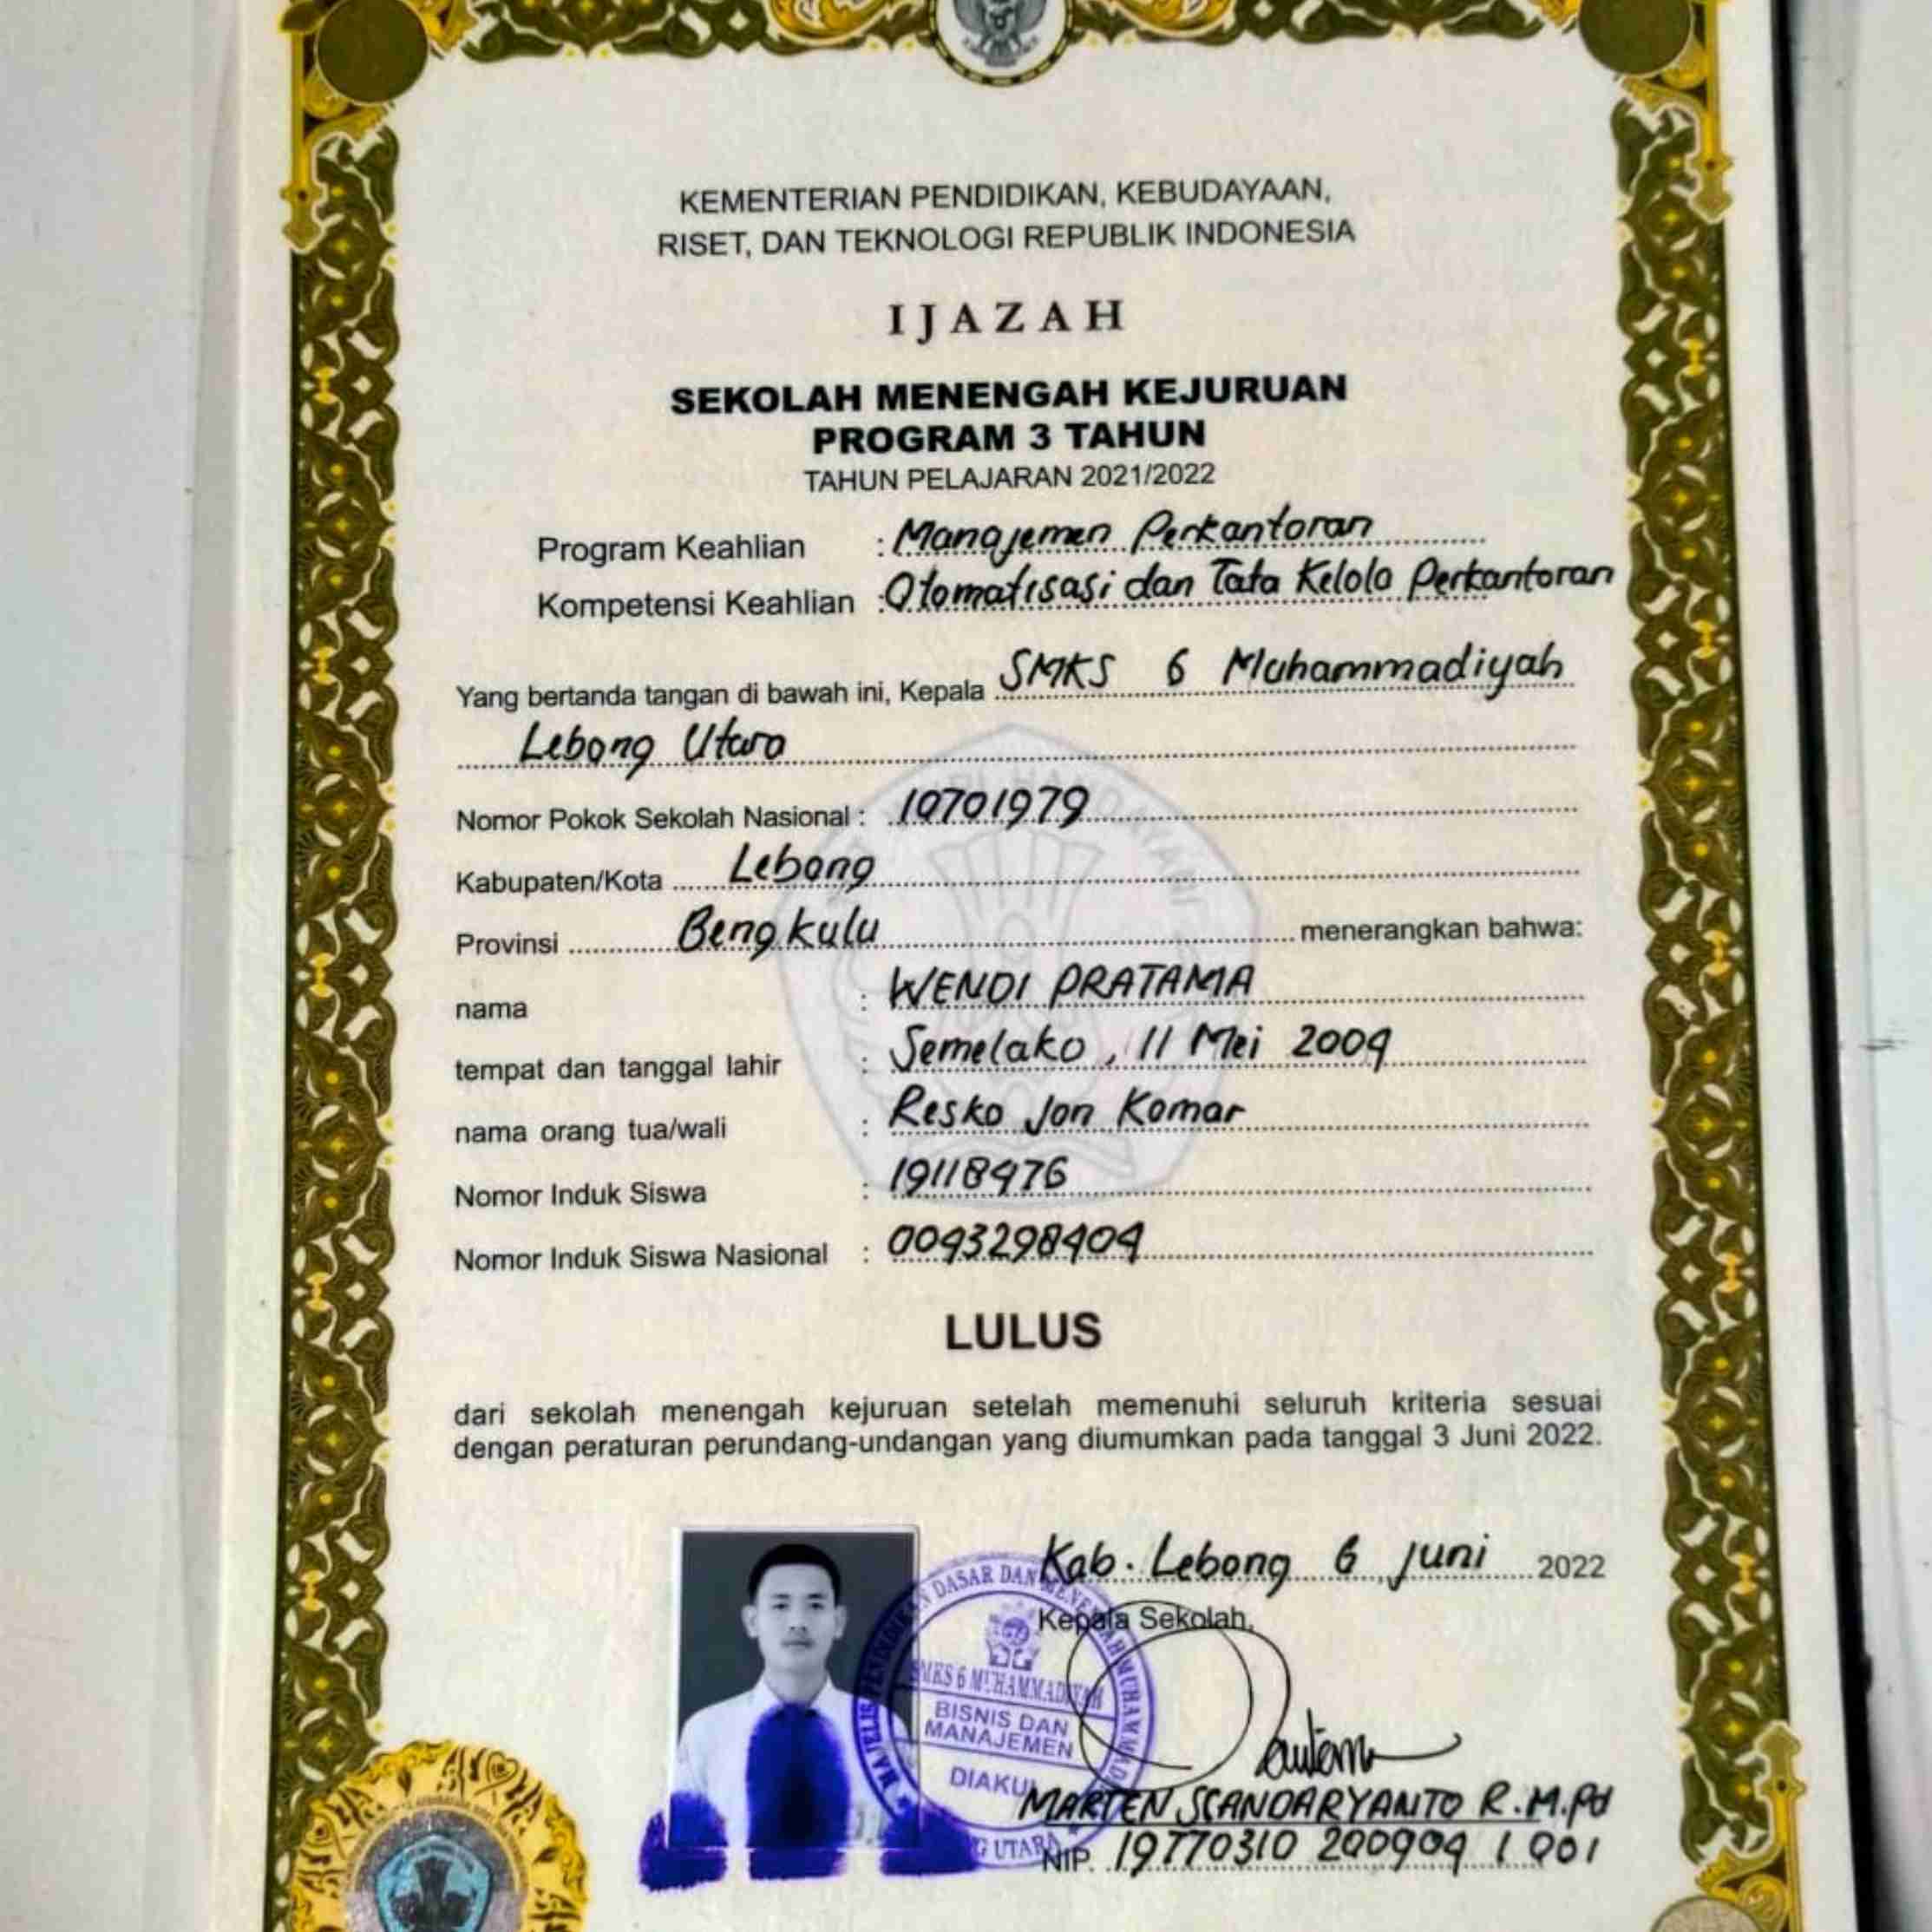 KEMENTERIAN PENDIDIKAN, KEBUDAYAAN,
RISET, DAN TEKNOLOGI REPUBLIK INDONESIA
IJAZAH
SEKOLAH MENENGAH KEJURUAN
PROGRAM 3 TAHUN
TAHUN PELAJARAN 2021/2022
Program Keahlian : Manajemen Perkantoran
Kompetensi Keahlian : Otomatisasi dan Tata Kelola Perkantoran
Yang bertanda tangan di bawah ini, Kepala SMKS 6 Muhammadiyah
Lebong Utara
Nomor Pokok Sekolah Nasional : 10701979
Kabupaten/Kota Lebong
Provinsi Bengkulu menerangkan bahwa:
nama : WENDI PRATAMA
tempat dan tanggal lahir : Semelako, 11 Mei 2004
nama orang tua/wali : Resko Jon Komar
Nomor Induk Siswa : 19118476
Nomor Induk Siswa Nasional : 0043298404
LULUS
dari sekolah menengah kejuruan setelah memenuhi seluruh kriteria sesuai
dengan peraturan perundang-undangan yang diumumkan pada tanggal 3 Juni 2022.
Kab. Lebong 6 Juni 2022
Kepala Sekolah,
SMKS 6 MUHAMMADIYAH
BISNIS DAN
MANAJEMEN
DIAKUI
MARTEN R.M.Pd
NIP. 19770310 200904 1 001